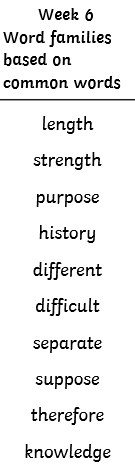 Week 6
Word families
based on
common words
length
strength
purpose
history
different
difficult
separate
suppose
therefore
knowledge